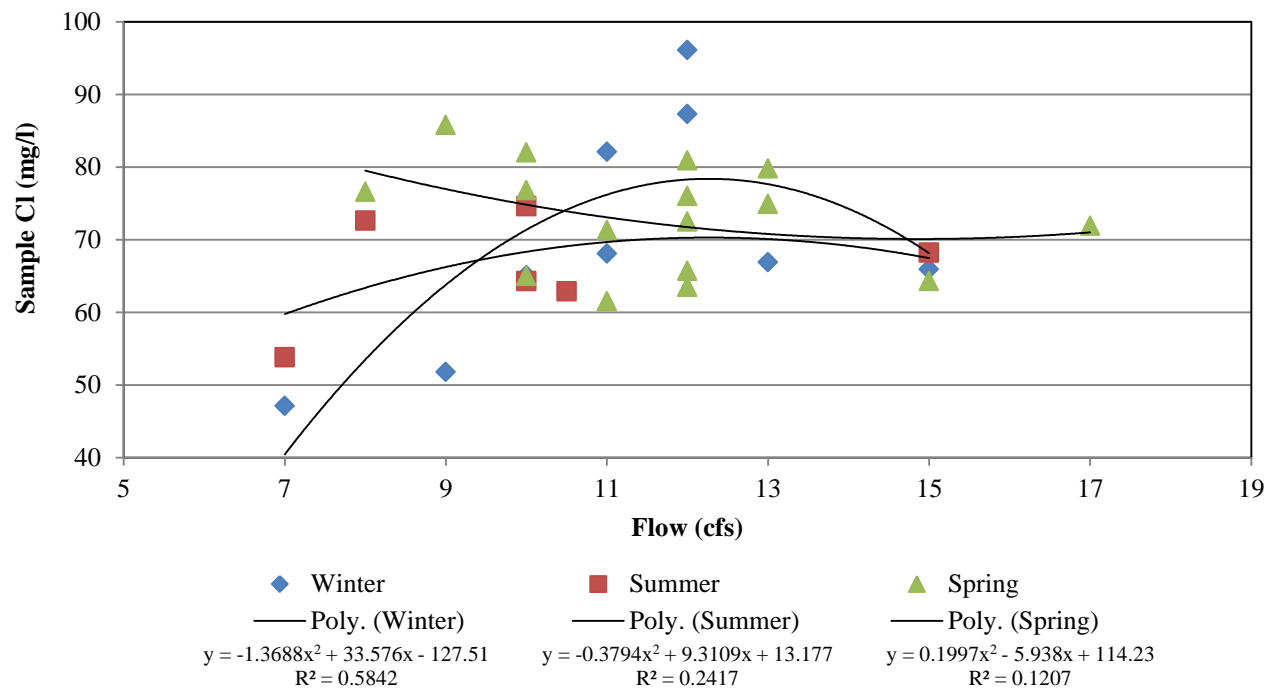 100
90
80
70
60
50
40
Sample Cl (mg/l)
5 7 9 11 13 15 17 19
Flow (cfs)
Winter Summer Spring
Poly. (Winter) Poly. (Summer) Poly. (Spring)
y = -1.3688x² + 33.576x - 127.51 y = -0.3794x² + 9.3109x + 13.177 y = 0.1997x² - 5.938x + 114.23
R² = 0.5842 R² = 0.2417 R² = 0.1207